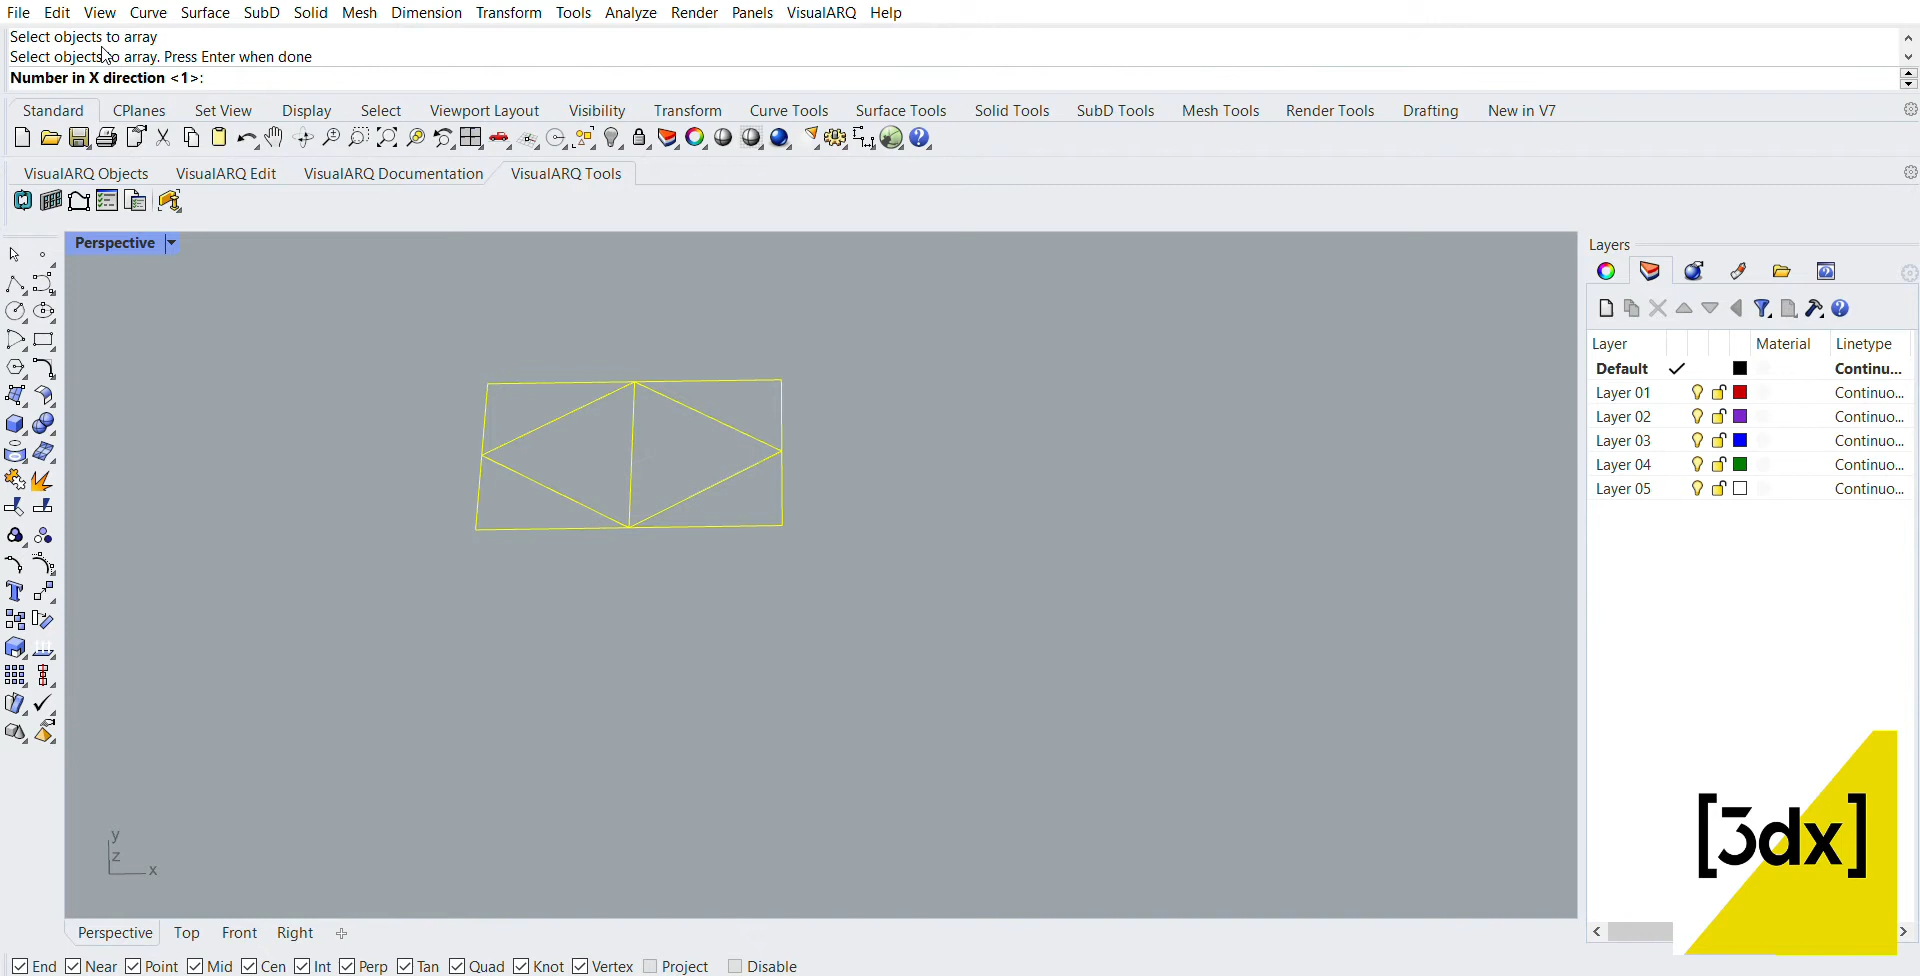 File Edit View Curve Surface SubD Solid Mesh Dimension Transform Tools Analyze Render Panels VisualARQ Help
Select objects to array
Select objects to array. Press Enter when done
Number in X direction <1>:
Standard CPlanes Set View Display Select Viewport Layout Visibility Transform Curve Tools Surface Tools Solid Tools SubD Tools Mesh Tools Render Tools Drafting New in V7
VisualARQ Objects VisualARQ Edit VisualARQ Documentation VisualARQ Tools
Perspective
Layers
Layer Material Linetype
Default Continu...
Layer 01 Continuo...
Layer 02 Continuo...
Layer 03 Continuo...
Layer 04 Continuo...
Layer 05 Continuo...
y
z
x
[3dx]
Perspective Top Front Right
End Near Point Mid Cen Int Perp Tan Quad Knot Vertex Project Disable